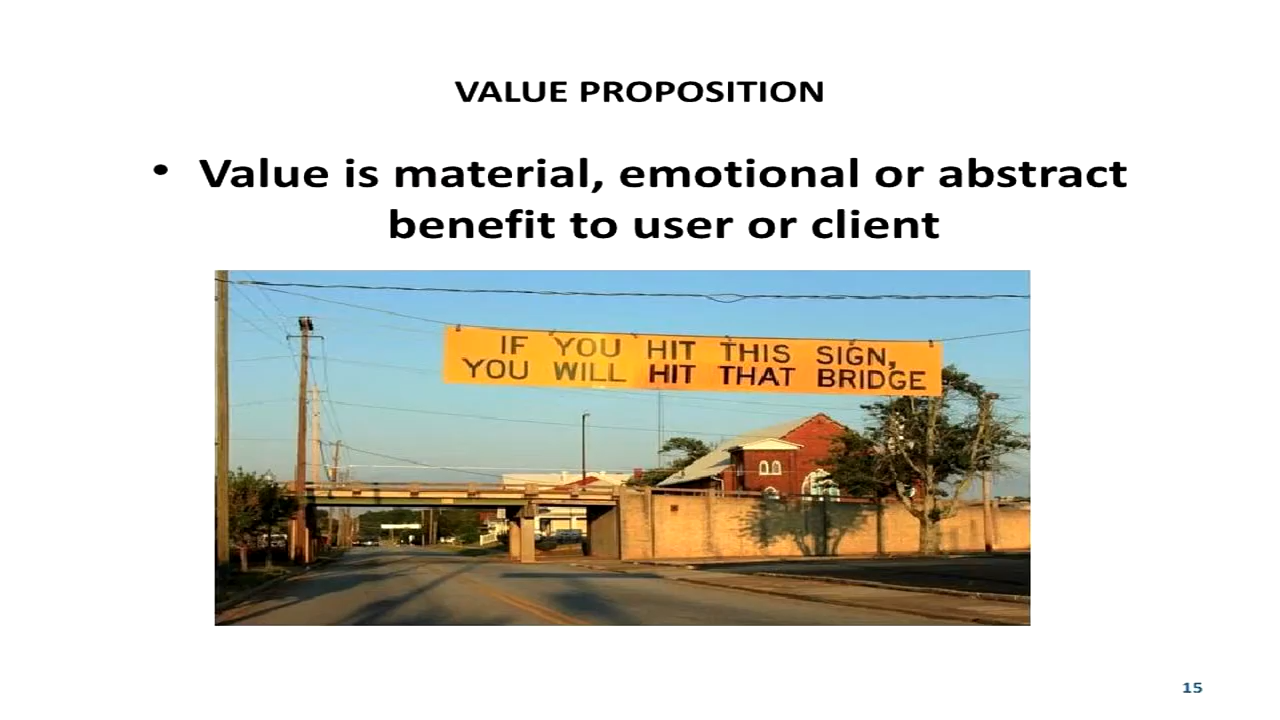 VALUE PROPOSITION
• Value is material, emotional or abstract
benefit to user or client
IF YOU HIT THIS SIGN,
YOU WILL HIT THAT BRIDGE
15